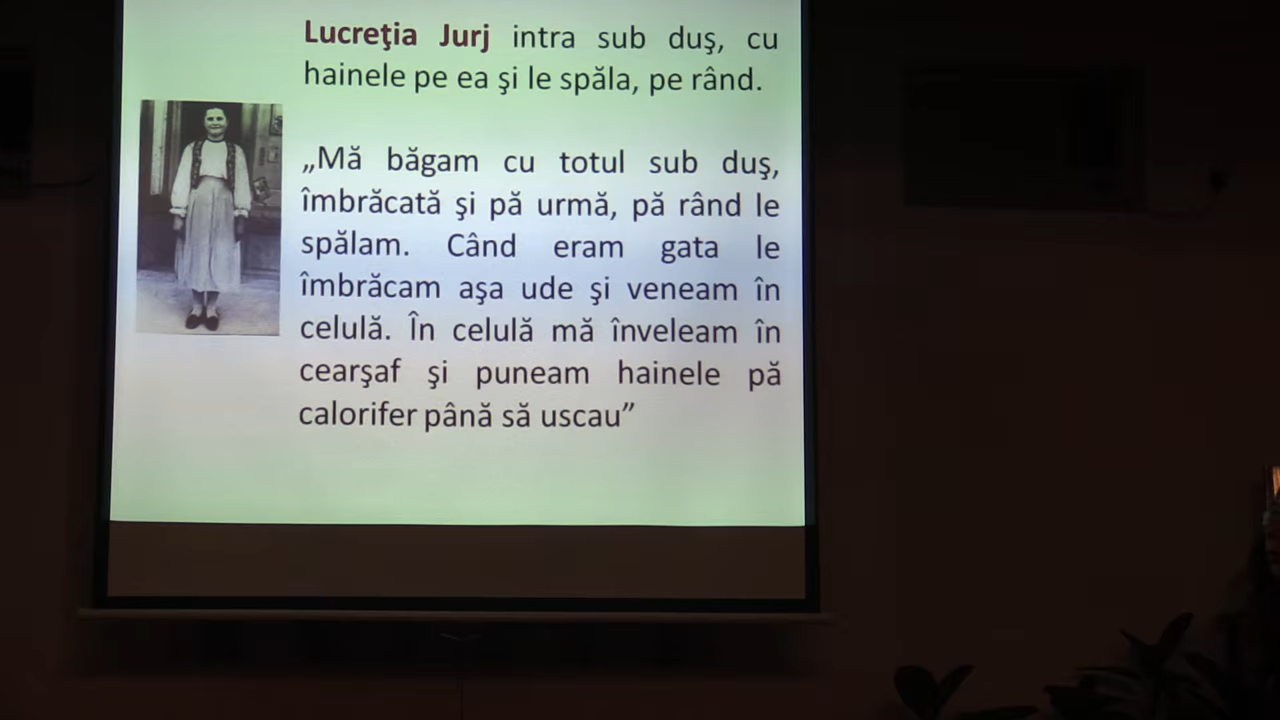 Lucreţia Jurj intra sub duş, cu
hainele pe ea şi le spăla, pe rând.
„Mă băgam cu totul sub duş,
îmbrăcată şi pă urmă, pă rând le
spălam. Când eram gata le
îmbrăcam aşa ude şi veneam în
celulă. În celulă mă înveleam în
cearşaf şi puneam hainele pă
calorifer până să uscau”